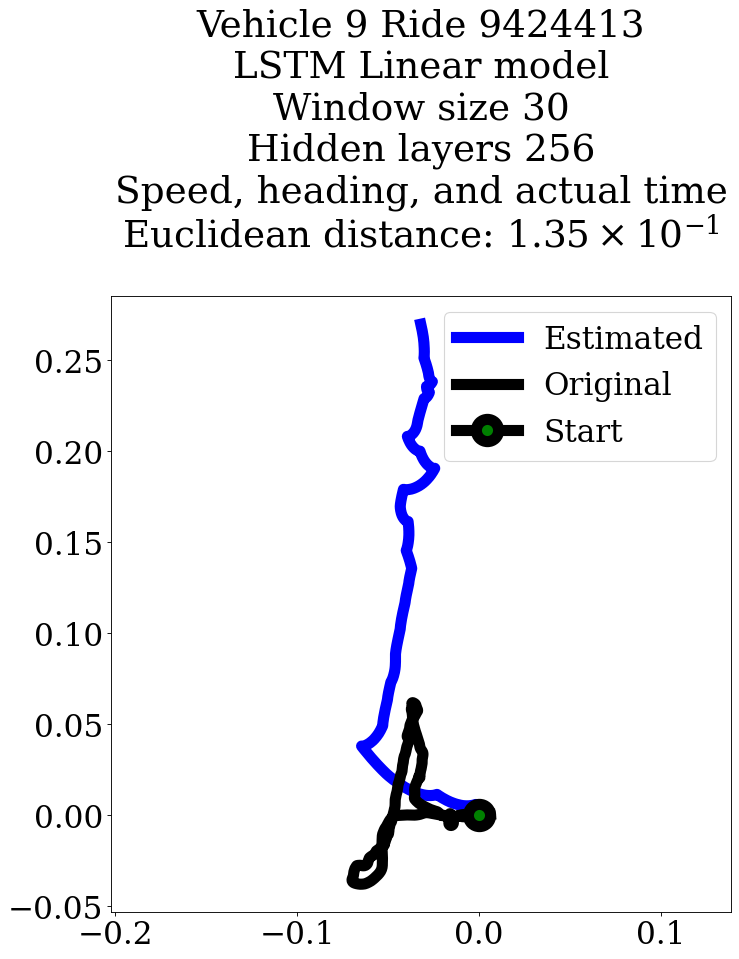 Vehicle 9 Ride 9424413
LSTM Linear model
Window size 30
Hidden layers 256
Speed, heading, and actual time
Euclidean distance: 1.35 × 10⁻¹
Estimated
Original
Start
0.25
0.20
0.15
0.10
0.05
0.00
−0.05
−0.2 −0.1 0.0 0.1